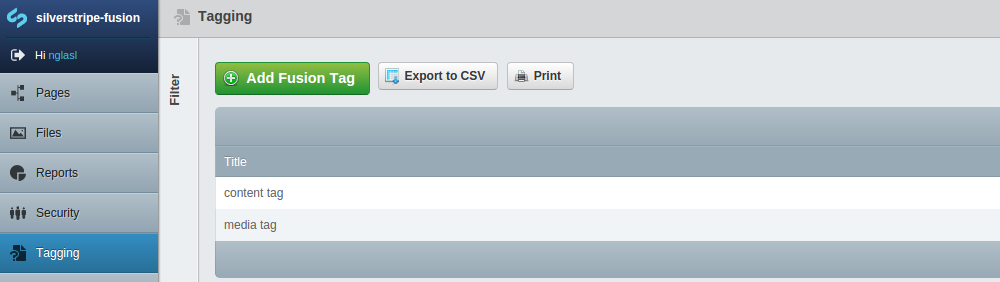 silverstripe-fusion
Hi nglasl
Pages
Files
Reports
Security
Tagging
Tagging
Filter
Add Fusion Tag
Export to CSV
Print
Title
content tag
media tag